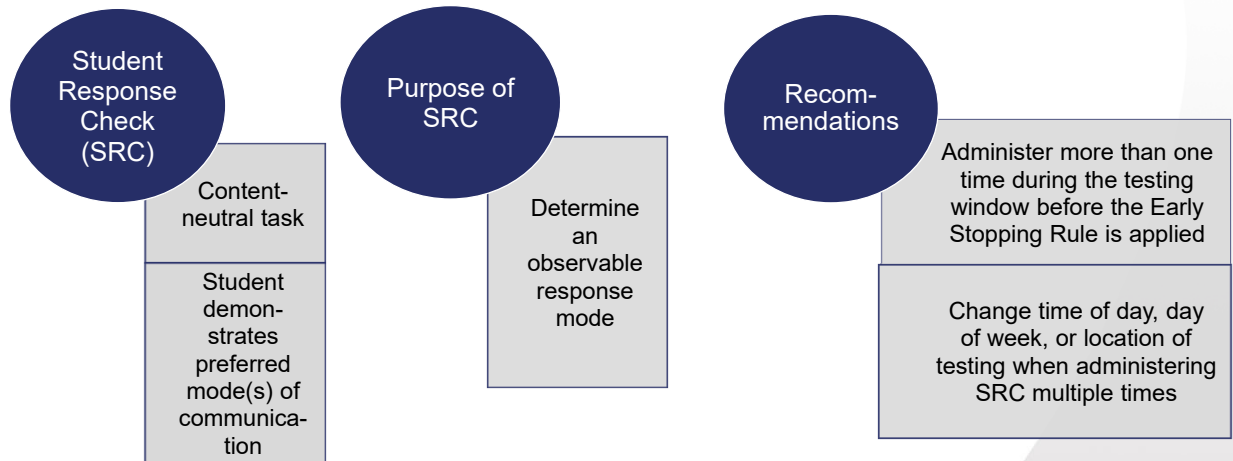 Student
Response
Check
(SRC)
Content-
neutral task
Student
demon-
strates
preferred
mode(s) of
communica-
tion
Purpose of
SRC
Determine
an
observable
response
mode
Recom-
mendations
Administer more than one
time during the testing
window before the Early
Stopping Rule is applied
Change time of day, day
of week, or location of
testing when administering
SRC multiple times